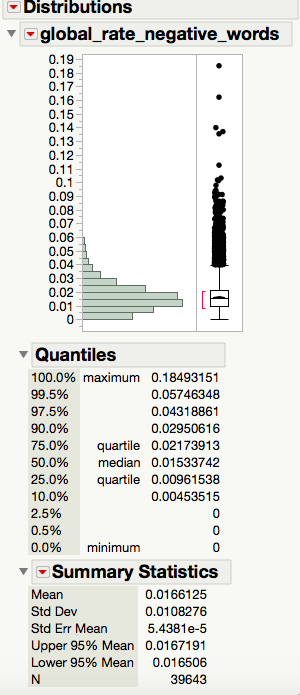 Distributions
global_rate_negative_words
0.19
0.18
0.17
0.16
0.15
0.14
0.13
0.12
0.11
0.1
0.09
0.08
0.07
0.06
0.05
0.04
0.03
0.02
0.01
0
Quantiles
100.0% maximum 0.18493151
99.5% 0.05746348
97.5% 0.04318861
90.0% 0.02950616
75.0% quartile 0.02173913
50.0% median 0.01533742
25.0% quartile 0.00961538
10.0% 0.00453515
2.5% 0
0.5% 0
0.0% minimum 0
Summary Statistics
Mean 0.0166125
Std Dev 0.0108276
Std Err Mean 5.4381e-5
Upper 95% Mean 0.0167191
Lower 95% Mean 0.016506
N 39643